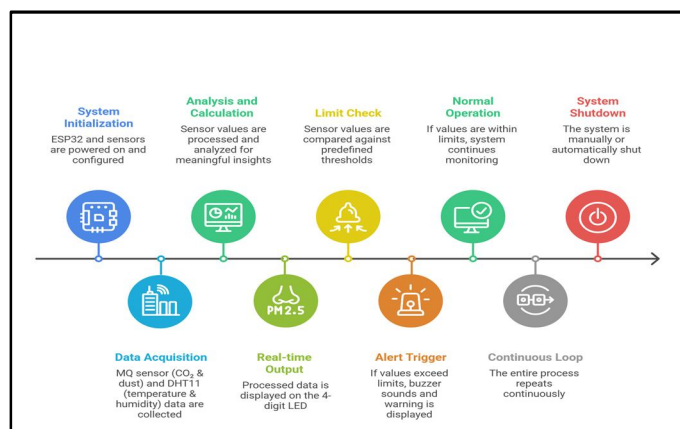 System
Initialization
ESP32 and sensors
are powered on and
configured
Analysis and
Calculation
Sensor values are
processed and
analyzed for
meaningful insights
Limit Check
Sensor values are
compared against
predefined
thresholds
Normal
Operation
If values are within
limits, system
continues
monitoring
System
Shutdown
The system is
manually or
automatically shut
down
PM 2.5
Data Acquisition
MQ sensor (CO₂ &
dust) and DHT11
(temperature &
humidity) data are
collected
Real-time
Output
Processed data is
displayed on the 4-
digit LED
Alert Trigger
If values exceed
limits, buzzer
sounds and
warning is
displayed
Continuous Loop
The entire process
repeats
continuously